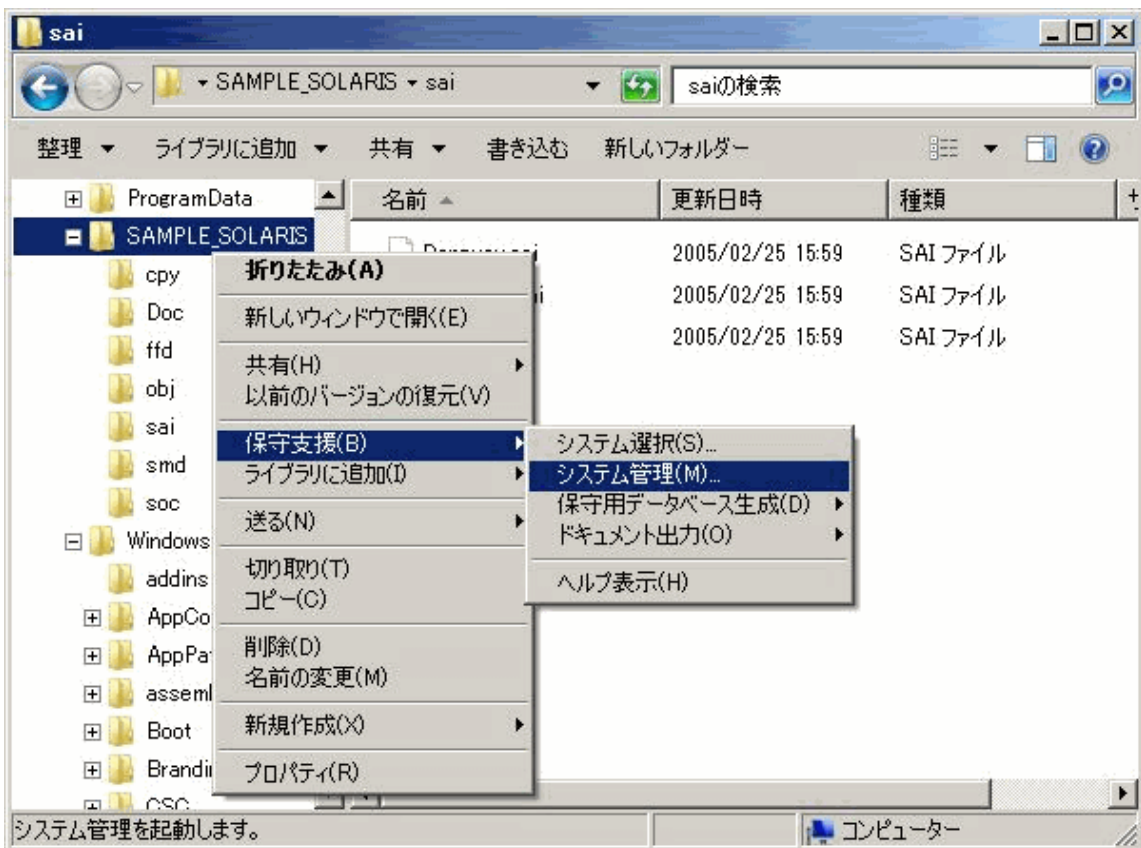 sai
SAMPLE_SOLARIS sai
saiの検索
整理 ライブラリに追加 共有 書き込む 新しいフォルダー
名前 更新日時 種類
ProgramData
SAMPLE_SOLARIS
cpy
Doc
ffd
obj
sai
smd
soc
Windows
addins
AppCo
AppPa
asseml
Boot
Brandi
CSC
2005/02/25 15:59 SAI ファイル
2005/02/25 15:59 SAI ファイル
2005/02/25 15:59 SAI ファイル
折りたたみ(A)
新しいウィンドウで開く(E)
共有(H)
以前のバージョンの復元(V)
保守支援(B)
ライブラリに追加(I)
送る(N)
切り取り(T)
コピー(C)
削除(D)
名前の変更(M)
新規作成(X)
プロパティ(R)
システム選択(S)...
システム管理(M)...
保守用データベース生成(D)
ドキュメント出力(O)
ヘルプ表示(H)
システム管理を起動します。
コンピューター